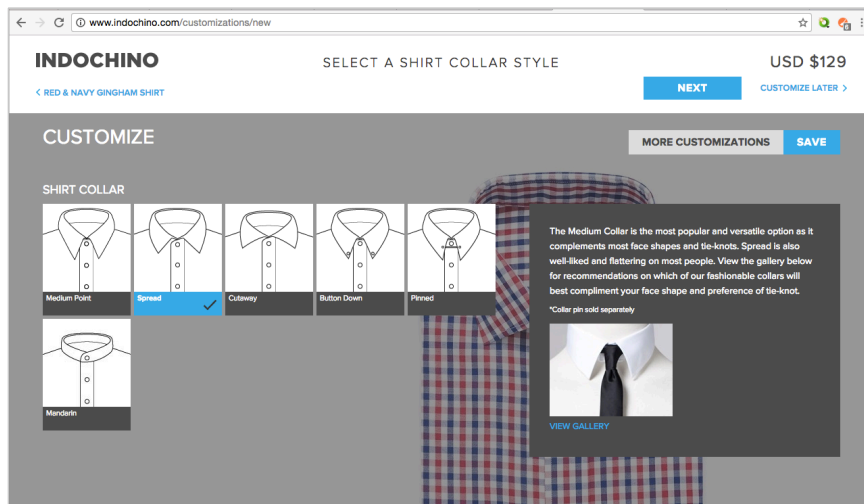 www.indochino.com/customizations/new
INDOCHINO
SELECT A SHIRT COLLAR STYLE
USD $129
< RED & NAVY GINGHAM SHIRT
NEXT
CUSTOMIZE LATER >
CUSTOMIZE
MORE CUSTOMIZATIONS
SAVE
SHIRT COLLAR
Medium Point
Spread
Cutaway
Button Down
Pinned
Mandarin
The Medium Collar is the most popular and versatile option as it
complements most face shapes and tie-knots. Spread is also
well-liked and flattering on most people. View the gallery below
for recommendations on which of our fashionable collars will
best compliment your face shape and preference of tie-knot.
*Collar pin sold separately
VIEW GALLERY